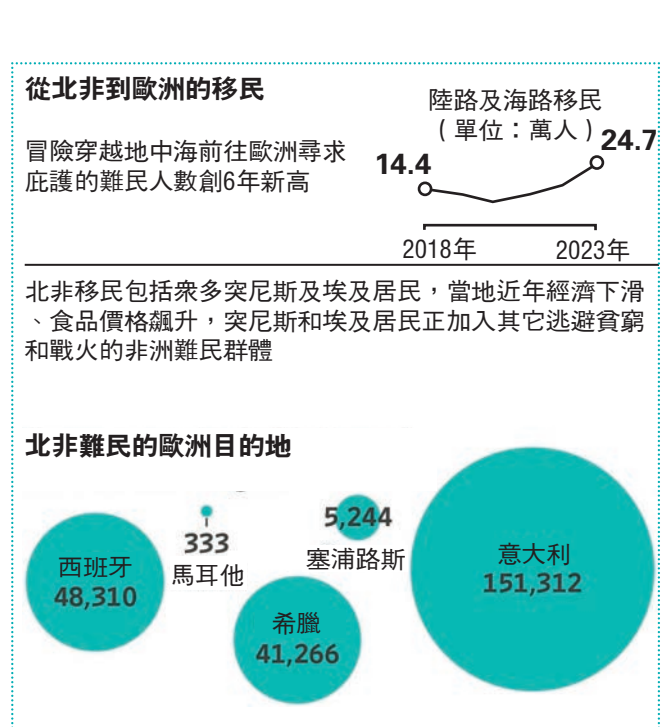 從北非到歐洲的移民
冒險穿越地中海前往歐洲尋求
庇護的難民人數創6年新高
陸路及海路移民
(單位：萬人)
14.4
24.7
2018年
2023年
北非移民包括衆多突尼斯及埃及居民，當地近年經濟下滑
、食品價格飆升，突尼斯和埃及居民正加入其它逃避貧窮
和戰火的非洲難民群體
北非難民的歐洲目的地
西班牙
48,310
333
馬耳他
5,244
塞浦路斯
希臘
41,266
意大利
151,312